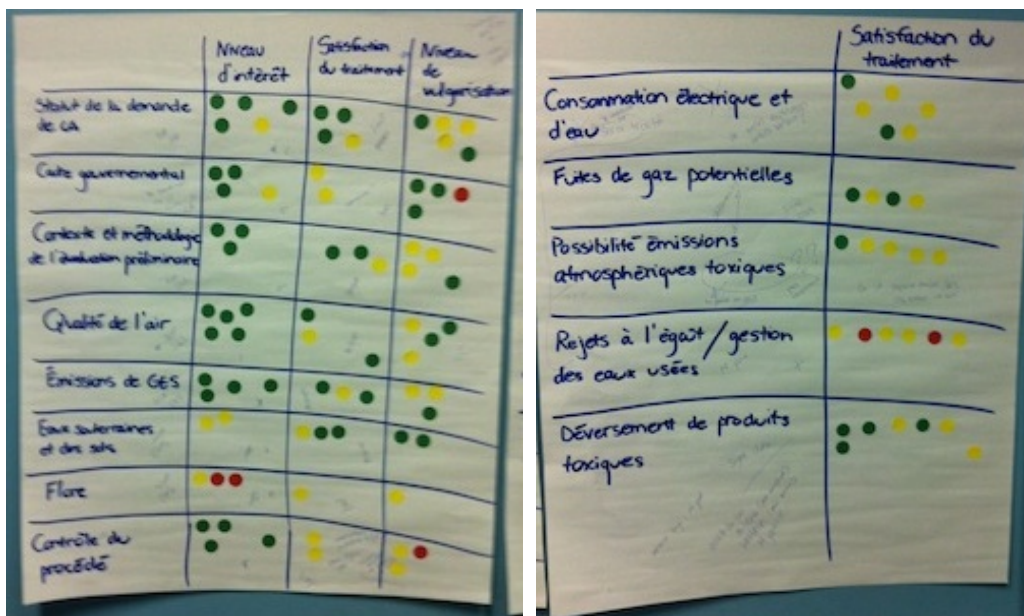 Niveau
d'intérêt
Satisfaction
du traitement
Niveau
de
vulgarisation
Statut de la demande
de CA
Cadre gouvernemental
Contexte et méthodologie
de l'évaluation préliminaire
Qualité de l'air
Émissions de GES
Eaux souterraines
et des sols
Flore
Contrôle du
procédé
Satisfaction du
traitement
Consommation électrique et
d'eau
Fuites de gaz potentielles
Possibilité émissions
atmosphériques toxiques
Rejets à l'égoût/gestion
des eaux usées
Déversement de produits
toxiques